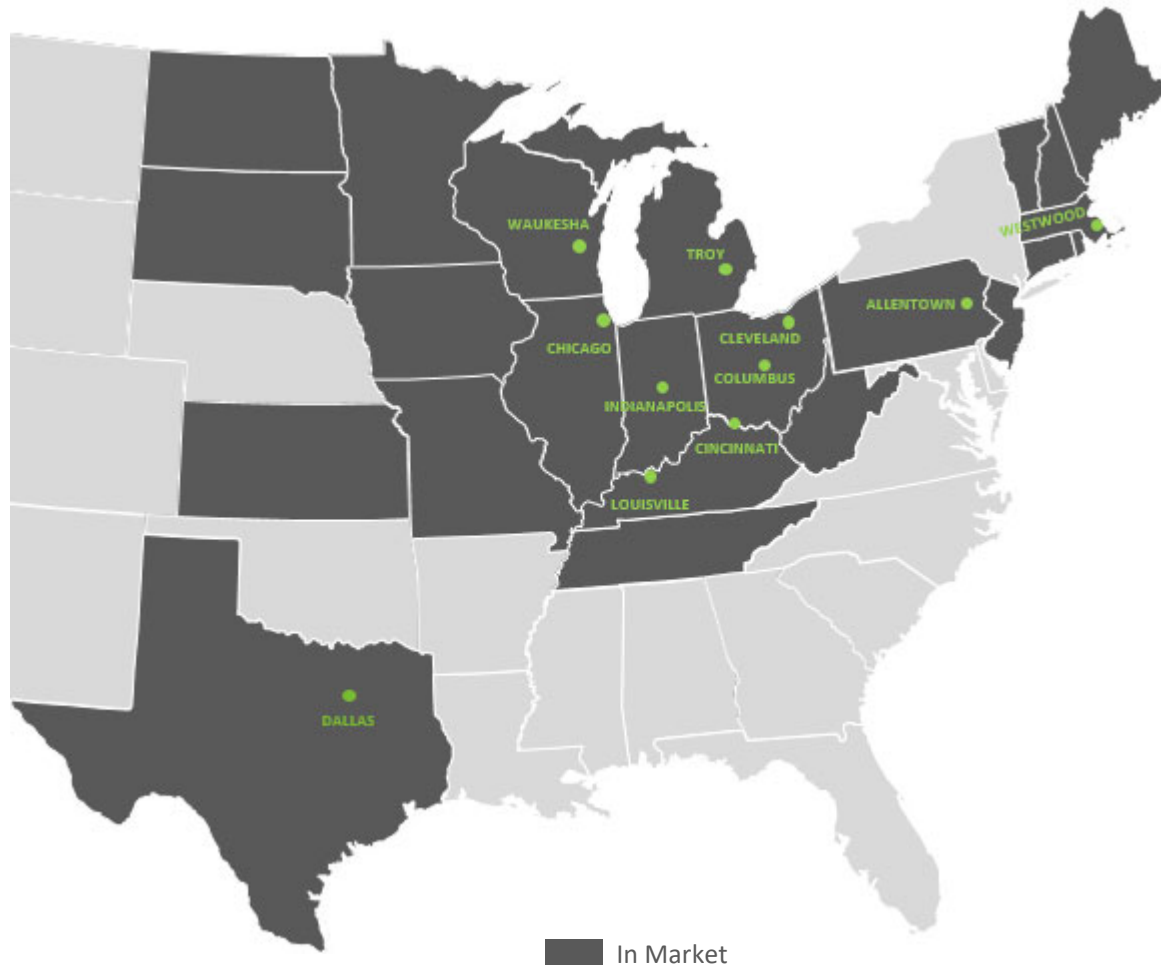 WESTWOOD
WAUKESHA
TROY
ALLENTOWN
CLEVELAND
CHICAGO
COLUMBUS
INDIANAPOLIS
CINCINNATI
LOUISVILLE
DALLAS
In Market